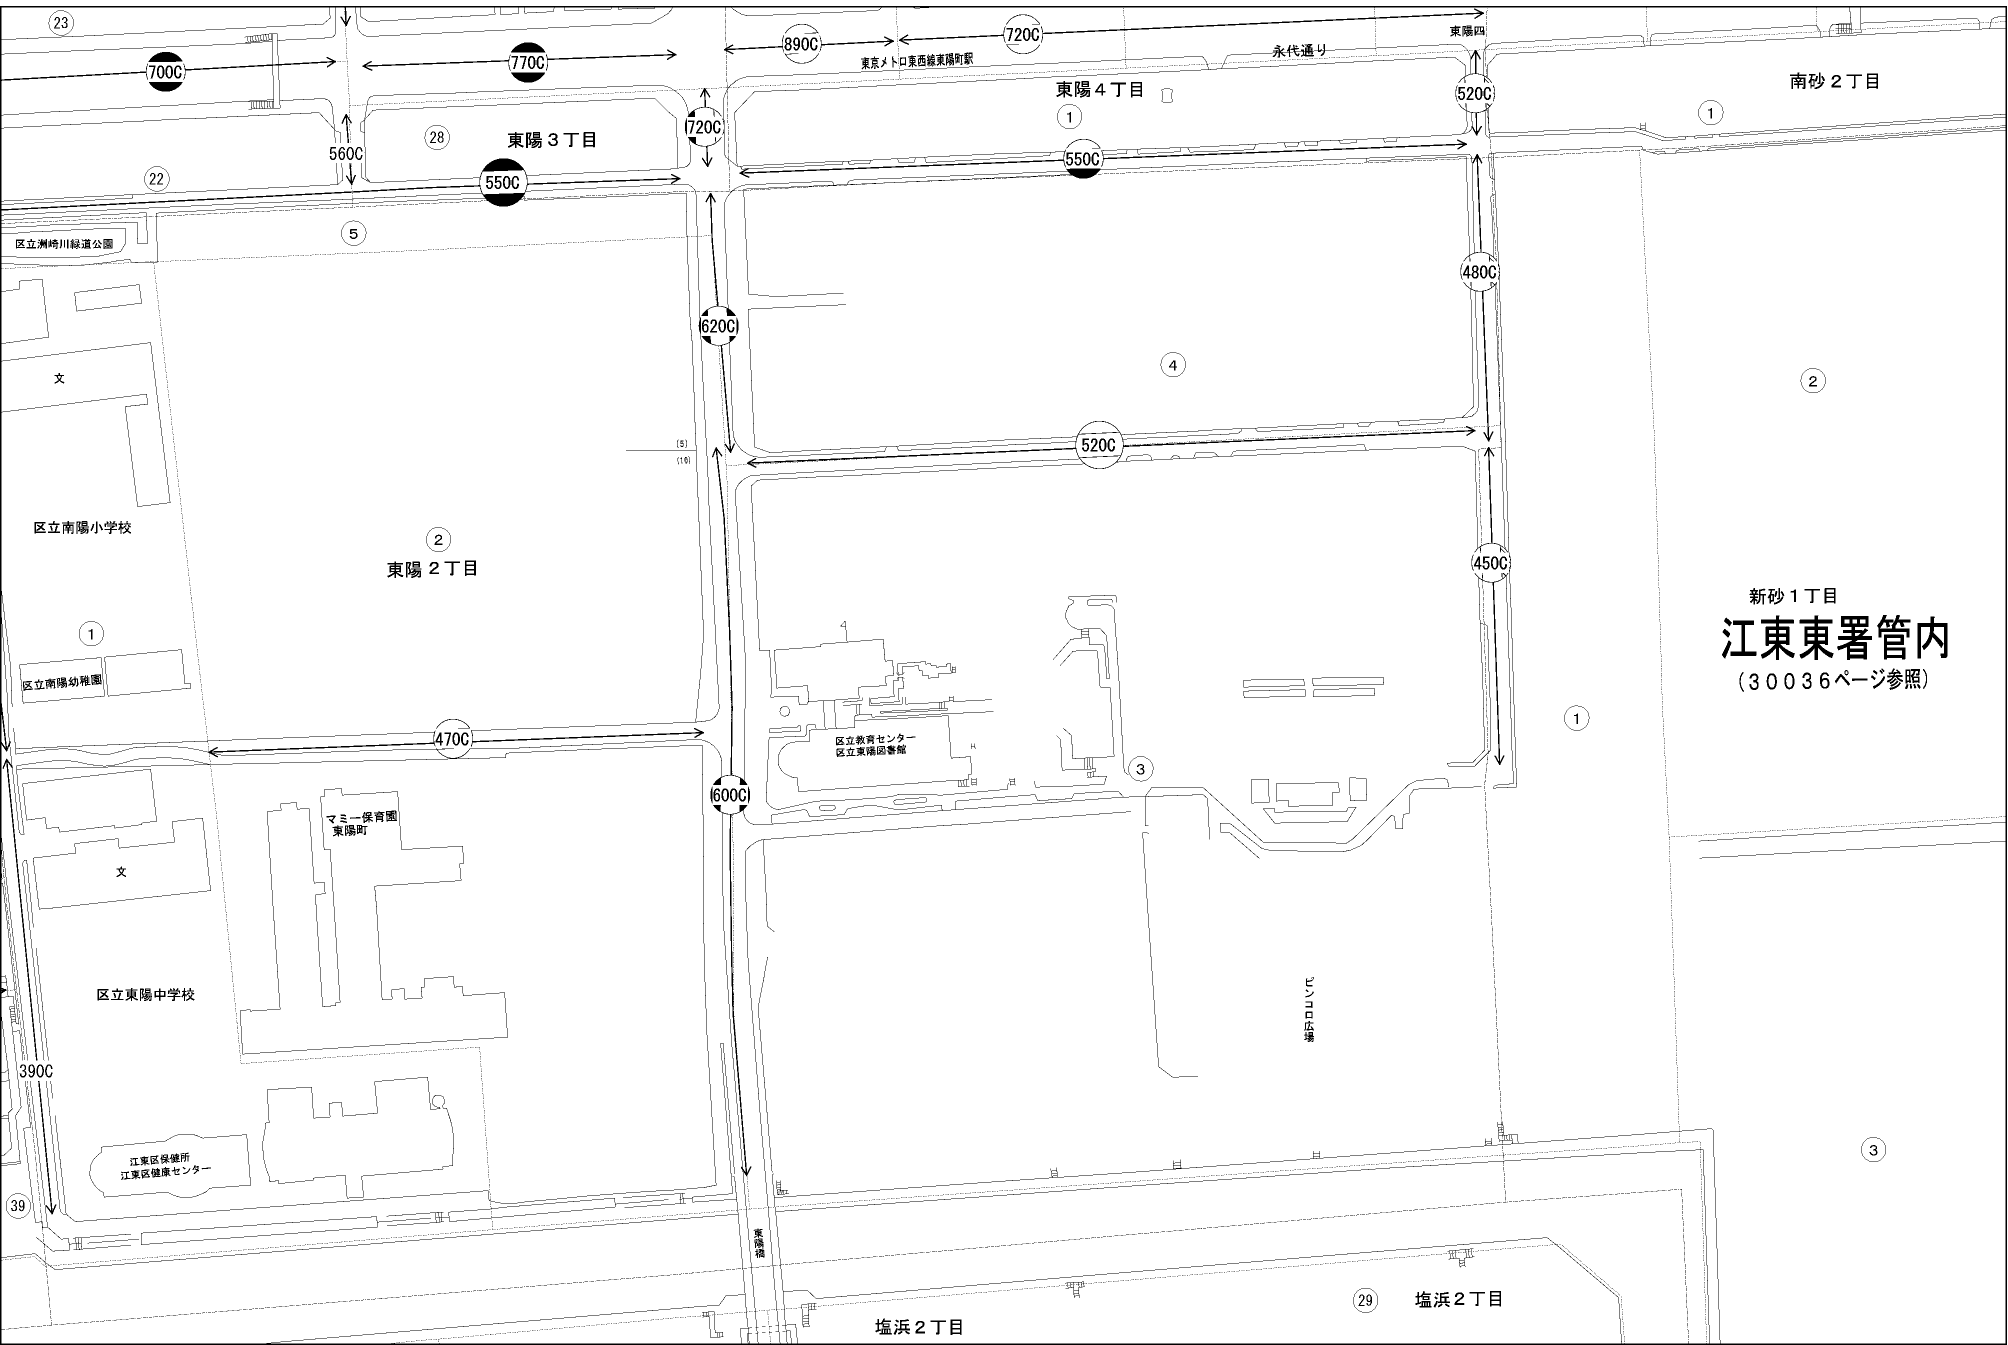 23
700C
770C
890C
720C
東陽四
永代通り
東京メトロ東西線東陽町駅
520C
東陽4丁目
南砂2丁目
1
1
720C
28
東陽3丁目
560C
550C
550C
22
5
区立洲崎川緑道公園
480C
620C
4
2
文
(5)
(10)
520C
区立南陽小学校
2
東陽2丁目
450C
新砂1丁目
江東東署管内
(30036ページ参照)
1
区立南陽幼稚園
1
470C
区立教育センター
区立東陽図書館
3
600C
マミー保育園
東陽町
文
区立東陽中学校
ピンコロ広場
390C
江東区保健所
江東区健康センター
3
39
東陽橋
29
塩浜2丁目
塩浜2丁目